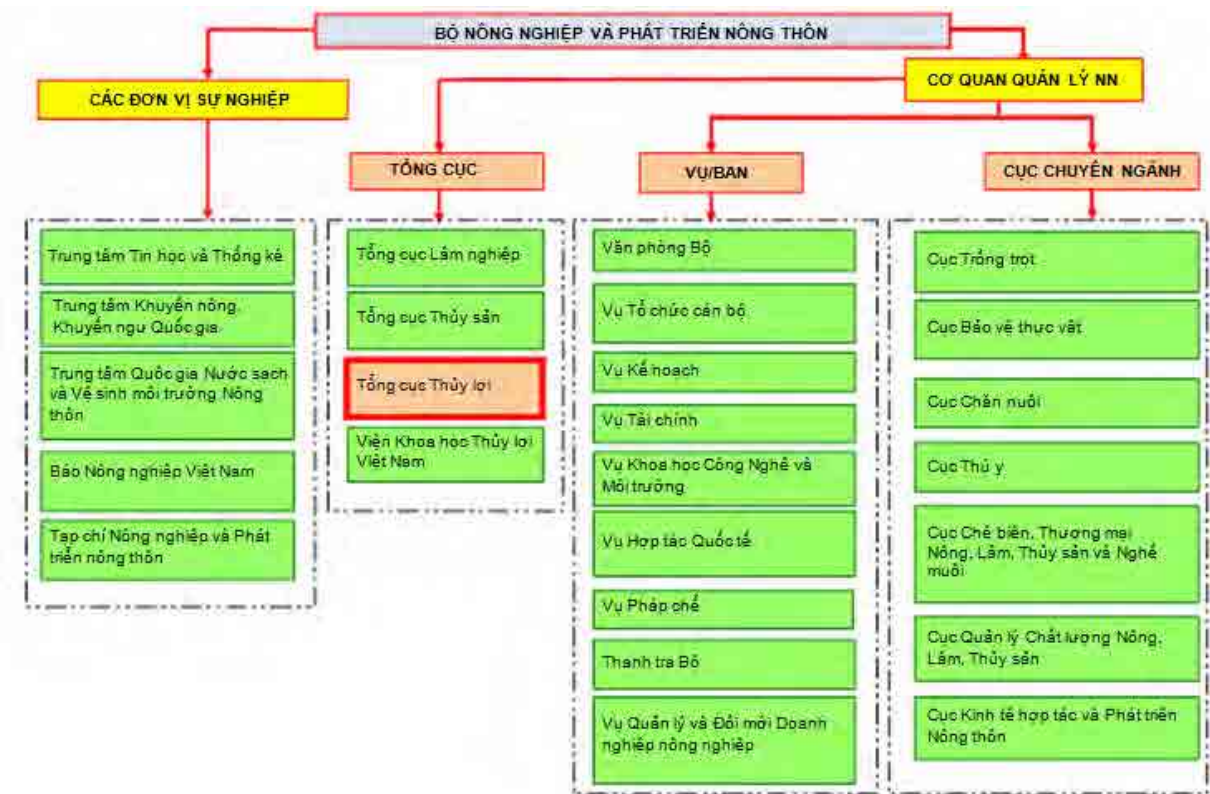 BỘ NÔNG NGHIỆP VÀ PHÁT TRIỂN NÔNG THÔN
CÁC ĐƠN VỊ SỰ NGHIỆP
CƠ QUAN QUẢN LÝ NN
TỔNG CỤC
VỤ/BAN
CỤC CHUYÊN NGÀNH
Trung tâm Tin học và Thống kê
Trung tâm Khuyến nông,
Khuyến ngư Quốc gia
Trung tâm Quốc gia Nước sạch
và Vệ sinh môi trường Nông
thôn
Báo Nông nghiệp Việt Nam
Tạp chí Nông nghiệp và Phát
triển nông thôn
Tổng cục Lâm nghiệp
Tổng cục Thủy sản
Tổng cục Thủy lợi
Viện Khoa học Thủy lợi
Việt Nam
Văn phòng Bộ
Vụ Tổ chức cán bộ
Vụ Kế hoạch
Vụ Tài chính
Vụ Khoa học Công Nghệ và
Môi trường
Vụ Hợp tác Quốc tế
Vụ Pháp chế
Thanh tra Bộ
Vụ Quản lý và Đổi mới Doanh
nghiệp nông nghiệp
Cục Trồng trọt
Cục Bảo vệ thực vật
Cục Chăn nuôi
Cục Thú y
Cục Chế biến, Thương mại
Nông, Lâm, Thủy sản và Nghề
muối
Cục Quản lý Chất lượng Nông,
Lâm, Thủy sản
Cục Kinh tế hợp tác và Phát triển
Nông thôn